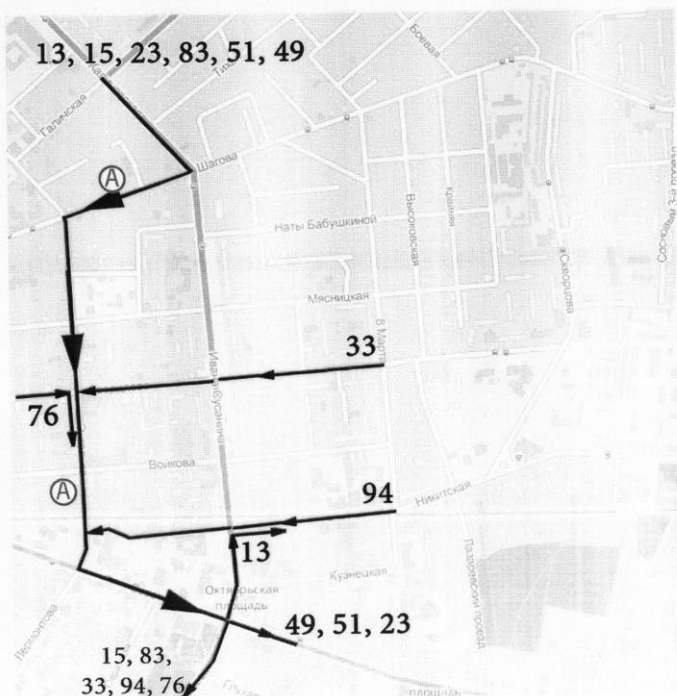 13, 15, 23, 83, 51, 49
Боевая
Галичская
А
Шагова
Наты Бабушкиной
Высоковская
Крайняя
Сосновый 3-й проезд
Скворцова
Мясницкая
8 Марта
33
Ивана Сусанина
76
Войкова
А
94
Никитская
13
Кузнецкая
Лазаревский проезд
Октябрьская
площадь
49, 51, 23
Лермонтова
15, 83,
33, 94, 76
площадь